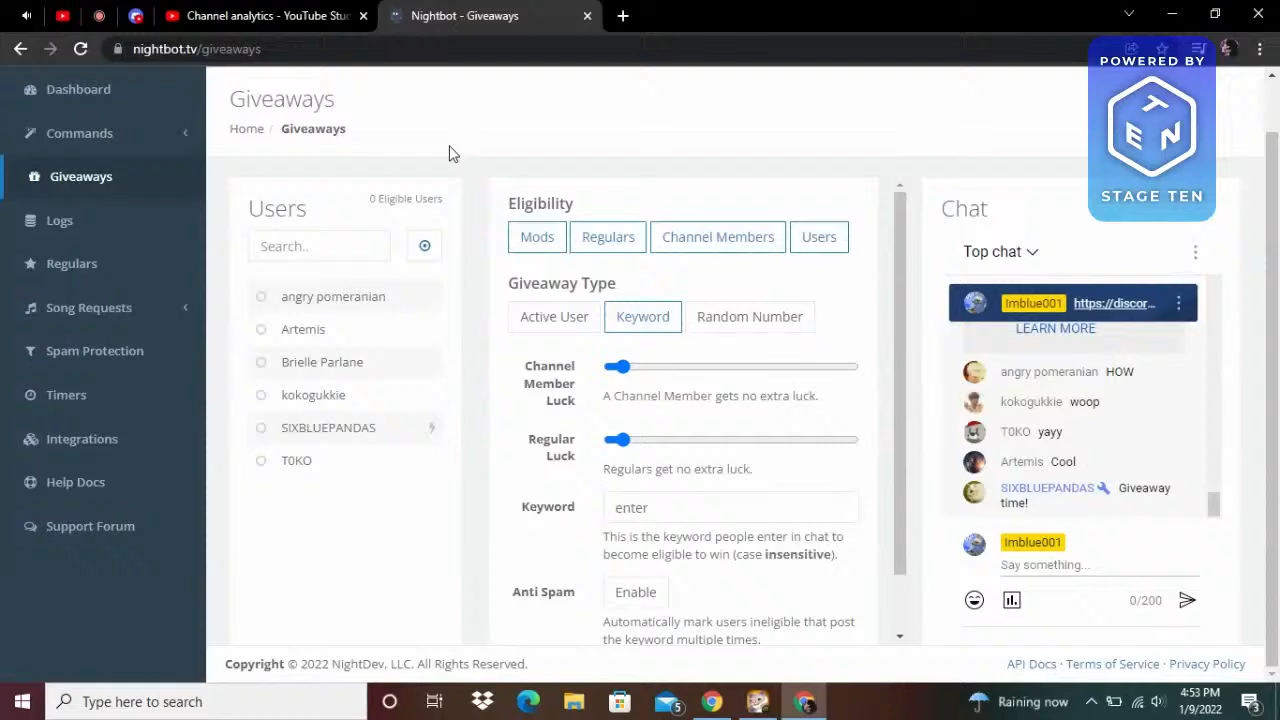 Channel analytics - YouTube Stu
Nightbot - Giveaways
nightbot.tv/giveaways
POWERED BY
TEN
STAGE TEN
Dashboard
Commands
Giveaways
Logs
Regulars
Song Requests
Spam Protection
Timers
Integrations
Help Docs
Support Forum
Giveaways
Home / Giveaways
Users
0 Eligible Users
Search..
angry pomeranian
Artemis
Brielle Parlane
kokogukkie
SIXBLUEPANDAS
T0KO
Eligibility
Mods Regulars Channel Members Users
Giveaway Type
Active User Keyword Random Number
Channel
Member
Luck
A Channel Member gets no extra luck.
Regular
Luck
Regulars get no extra luck.
Keyword
enter
This is the keyword people enter in chat to
become eligible to win (case insensitive).
Anti Spam
Enable
Automatically mark users ineligible that post
the keyword multiple times.
Chat
Top chat
Imblue001 https://discor...
LEARN MORE
angry pomeranian HOW
kokogukkie woop
T0KO yayy
Artemis Cool
SIXBLUEPANDAS Giveaway
time!
Imblue001
Say something...
0/200
Copyright © 2022 NightDev, LLC. All Rights Reserved.
API Docs · Terms of Service · Privacy Policy
Type here to search
5
Raining now
4:53 PM
1/9/2022
3